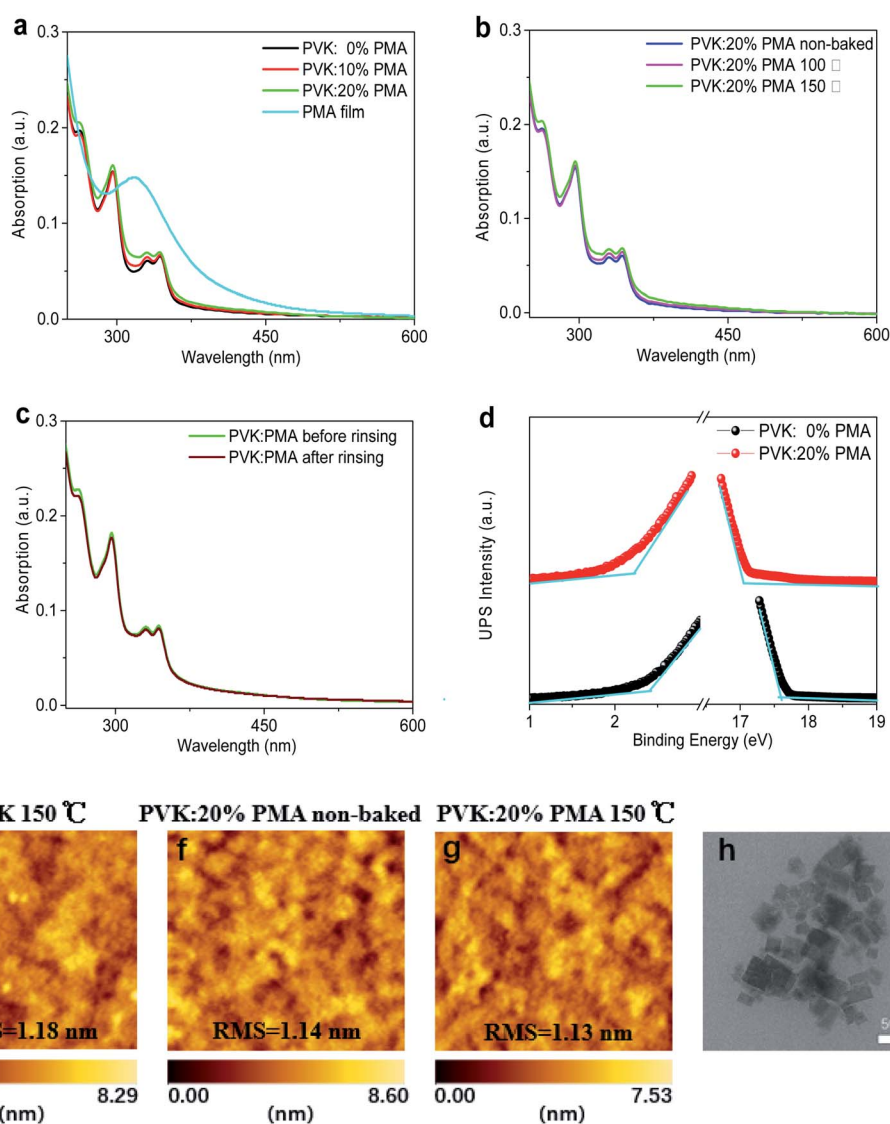 a
0.3
0.2
0.1
0.0
300
450
600
Absorption (a.u.)
Wavelength (nm)
PVK: 0% PMA
PVK:10% PMA
PVK:20% PMA
PMA film
b
0.3
0.2
0.1
0.0
300
450
600
Absorption (a.u.)
Wavelength (nm)
PVK:20% PMA non-baked
PVK:20% PMA 100 □
PVK:20% PMA 150 □
c
0.3
0.2
0.1
0.0
300
450
600
Absorption (a.u.)
Wavelength (nm)
PVK:PMA before rinsing
PVK:PMA after rinsing
d
UPS Intensity (a.u.)
PVK: 0% PMA
PVK:20% PMA
1
2
17
18
19
Binding Energy (eV)
K 150 ℃
S=1.18 nm
8.29
(nm)
PVK:20% PMA non-baked
f
RMS=1.14 nm
0.00
8.60
(nm)
PVK:20% PMA 150 ℃
g
RMS=1.13 nm
0.00
7.53
(nm)
h